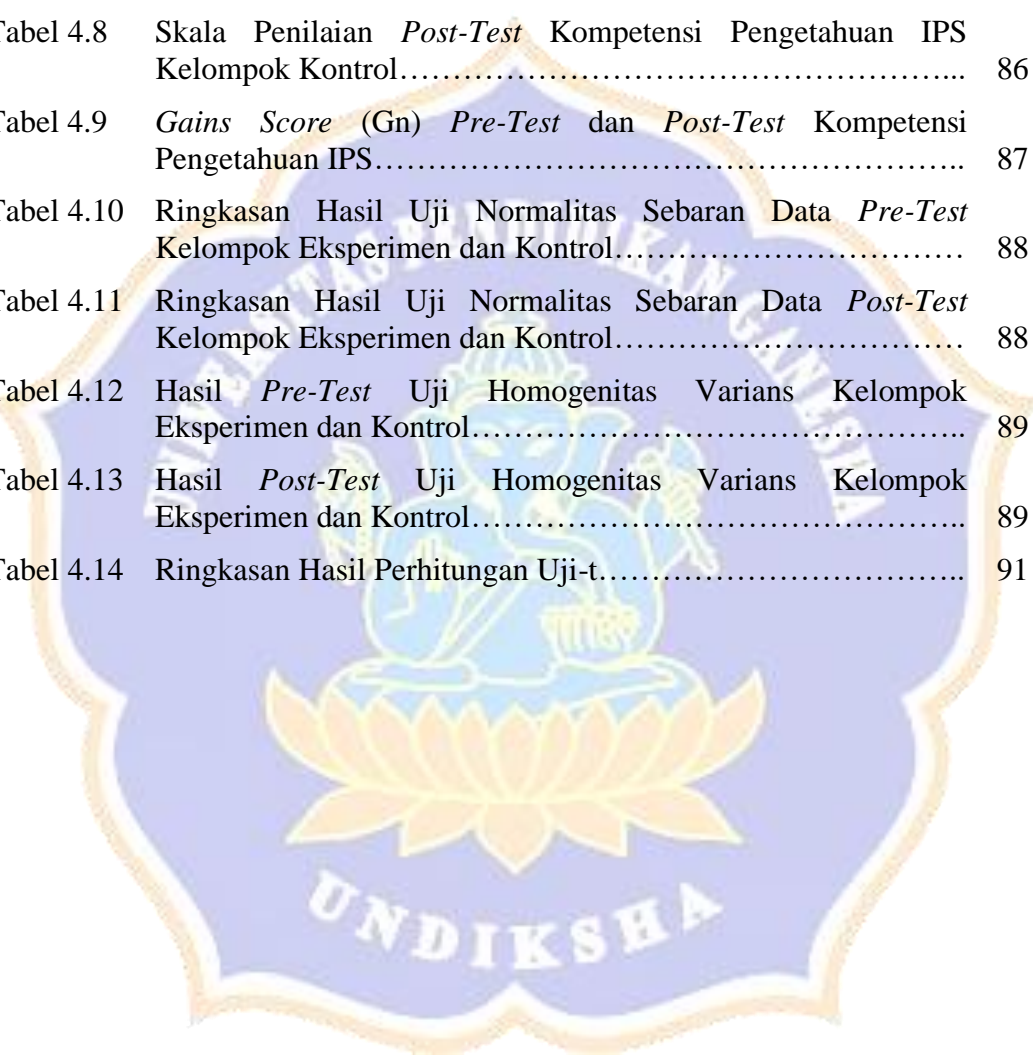 Tabel 4.8 Skala Penilaian Post-Test Kompetensi Pengetahuan IPS
Kelompok Kontrol…………………………………………... 86
Tabel 4.9 Gains Score (Gn) Pre-Test dan Post-Test Kompetensi
Pengetahuan IPS……………………………………………….. 87
Tabel 4.10 Ringkasan Hasil Uji Normalitas Sebaran Data Pre-Test
Kelompok Eksperimen dan Kontrol…………………………… 88
Tabel 4.11 Ringkasan Hasil Uji Normalitas Sebaran Data Post-Test
Kelompok Eksperimen dan Kontrol…………………………… 88
Tabel 4.12 Hasil Pre-Test Uji Homogenitas Varians Kelompok
Eksperimen dan Kontrol……………………………………….. 89
Tabel 4.13 Hasil Post-Test Uji Homogenitas Varians Kelompok
Eksperimen dan Kontrol……………………………………….. 89
Tabel 4.14 Ringkasan Hasil Perhitungan Uji-t…………………………….. 91
UNIVERSITAS PENDIDIKAN GANESHA
UNDIKSHA